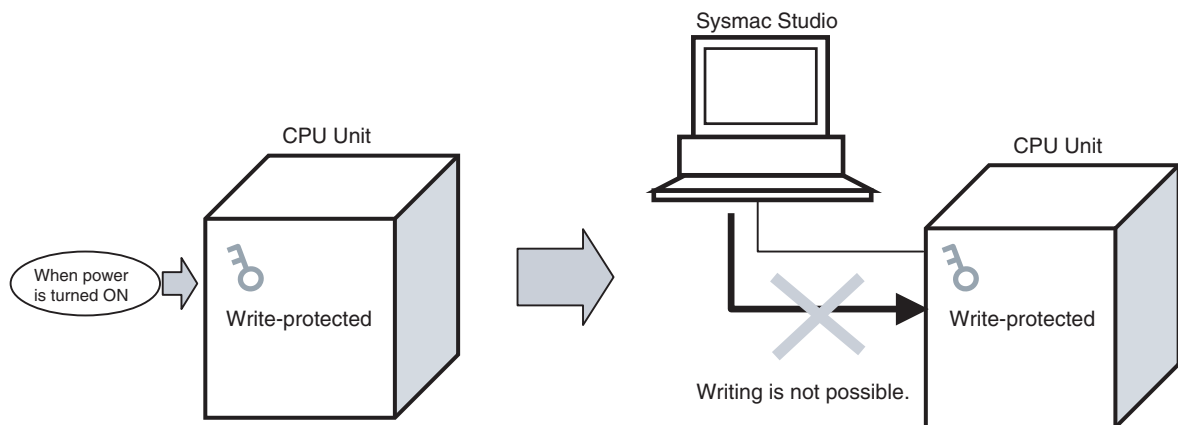 Sysmac Studio
CPU Unit
CPU Unit
When power
is turned ON
Write-protected
Write-protected
Writing is not possible.